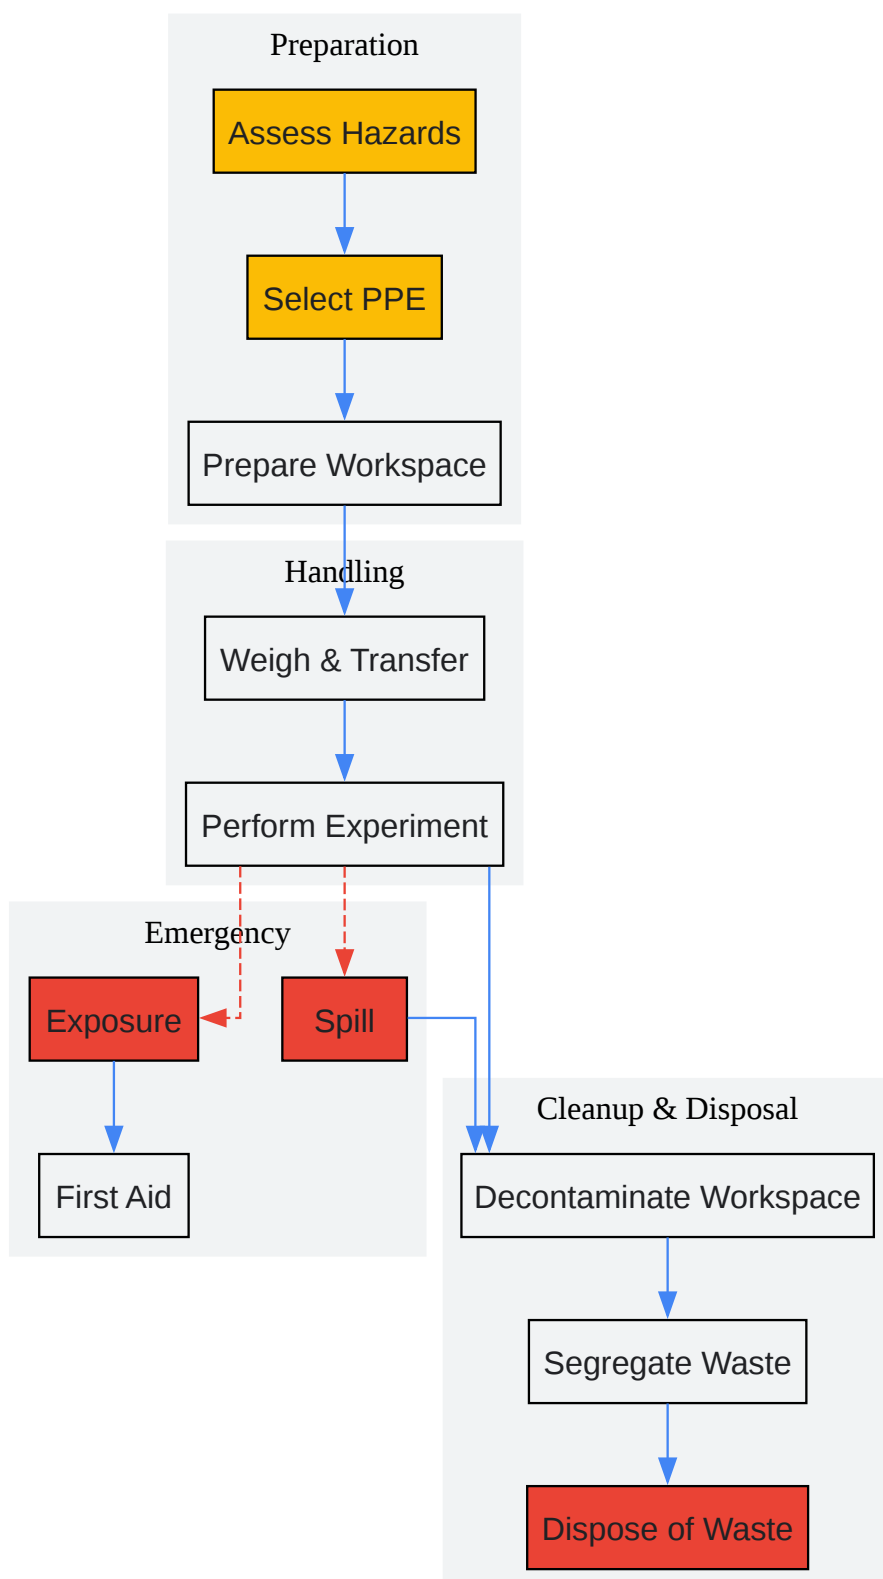 Preparation
Assess Hazards
Select PPE
Prepare Workspace
Handling
Weigh & Transfer
Perform Experiment
Emergency
Exposure
Spill
First Aid
Cleanup & Disposal
Decontaminate Workspace
Segregate Waste
Dispose of Waste